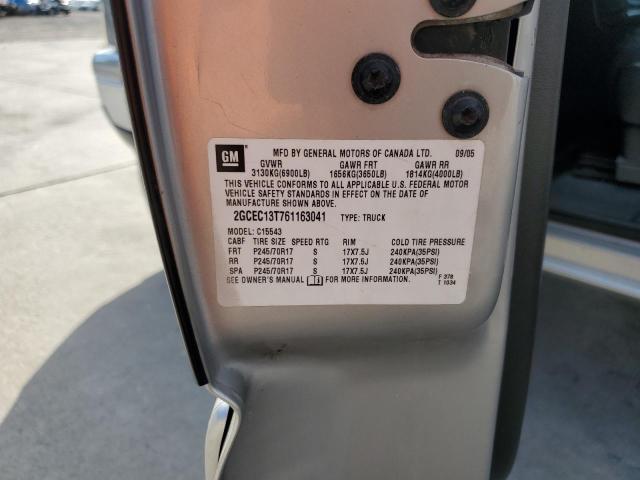 GM
MFD BY GENERAL MOTORS OF CANADA LTD. 09/05
GVWR GAWR FRT GAWR RR
3130KG(6900LB) 1656KG(3650LB) 1814KG(4000LB)
THIS VEHICLE CONFORMS TO ALL APPLICABLE U.S. FEDERAL MOTOR
VEHICLE SAFETY STANDARDS IN EFFECT ON THE DATE OF
MANUFACTURE SHOWN ABOVE.
2GCEC13T761163041 TYPE: TRUCK
MODEL: C15543
CABF TIRE SIZE SPEED RTG RIM COLD TIRE PRESSURE
FRT P245/70R17 S 17X7.5J 240KPA(35PSI)
RR P245/70R17 S 17X7.5J 240KPA(35PSI)
SPA P245/70R17 S 17X7.5J 240KPA(35PSI)
SEE OWNER'S MANUAL FOR MORE INFORMATION.
F 378
T 1034